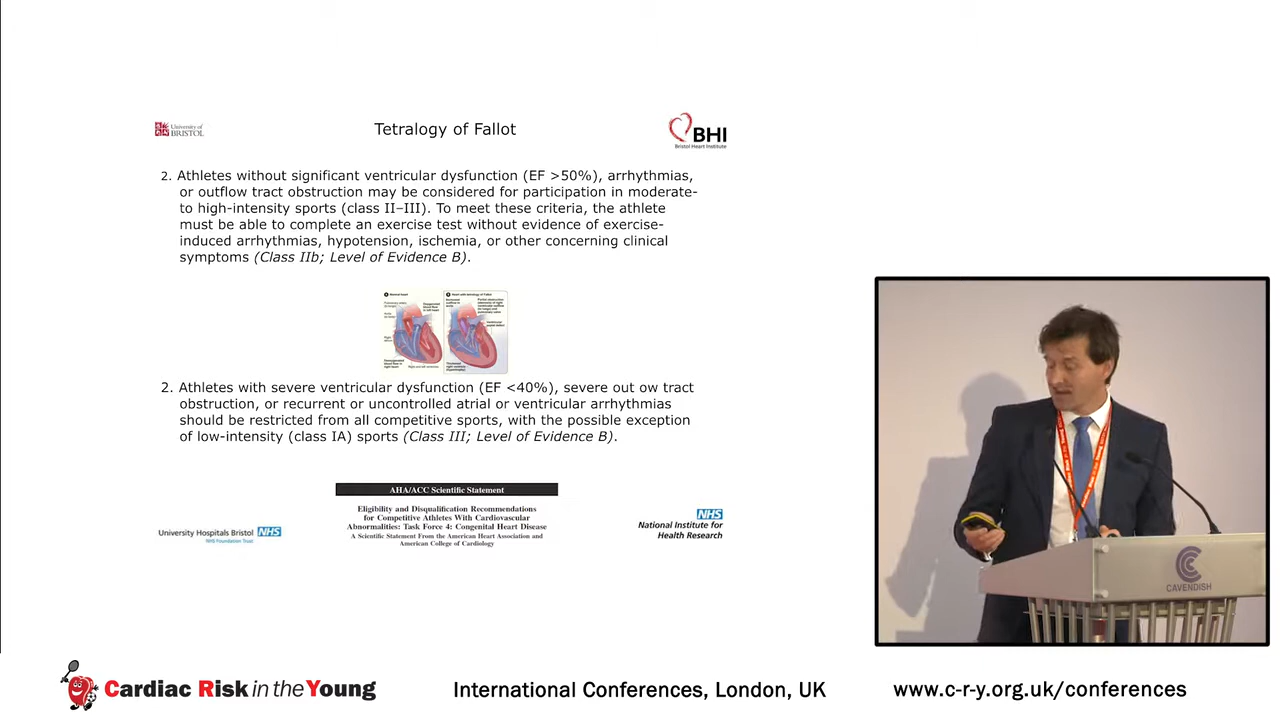 University of
BRISTOL
Tetralogy of Fallot
BHI
Bristol Heart Institute
2. Athletes without significant ventricular dysfunction (EF >50%), arrhythmias,
or outflow tract obstruction may be considered for participation in moderate-
to high-intensity sports (class II–III). To meet these criteria, the athlete
must be able to complete an exercise test without evidence of exercise-
induced arrhythmias, hypotension, ischemia, or other concerning clinical
symptoms (Class IIb; Level of Evidence B).
2. Athletes with severe ventricular dysfunction (EF <40%), severe out ow tract
obstruction, or recurrent or uncontrolled atrial or ventricular arrhythmias
should be restricted from all competitive sports, with the possible exception
of low-intensity (class IA) sports (Class III; Level of Evidence B).
AHA/ACC Scientific Statement
Eligibility and Disqualification Recommendations
for Competitive Athletes With Cardiovascular
Abnormalities: Task Force 4: Congenital Heart Disease
A Scientific Statement From the American Heart Association and
American College of Cardiology
University Hospitals Bristol NHS
NHS Foundation Trust
NHS
National Institute for
Health Research
CAVENDISH
Cardiac Risk in the Young
International Conferences, London, UK
www.c-r-y.org.uk/conferences